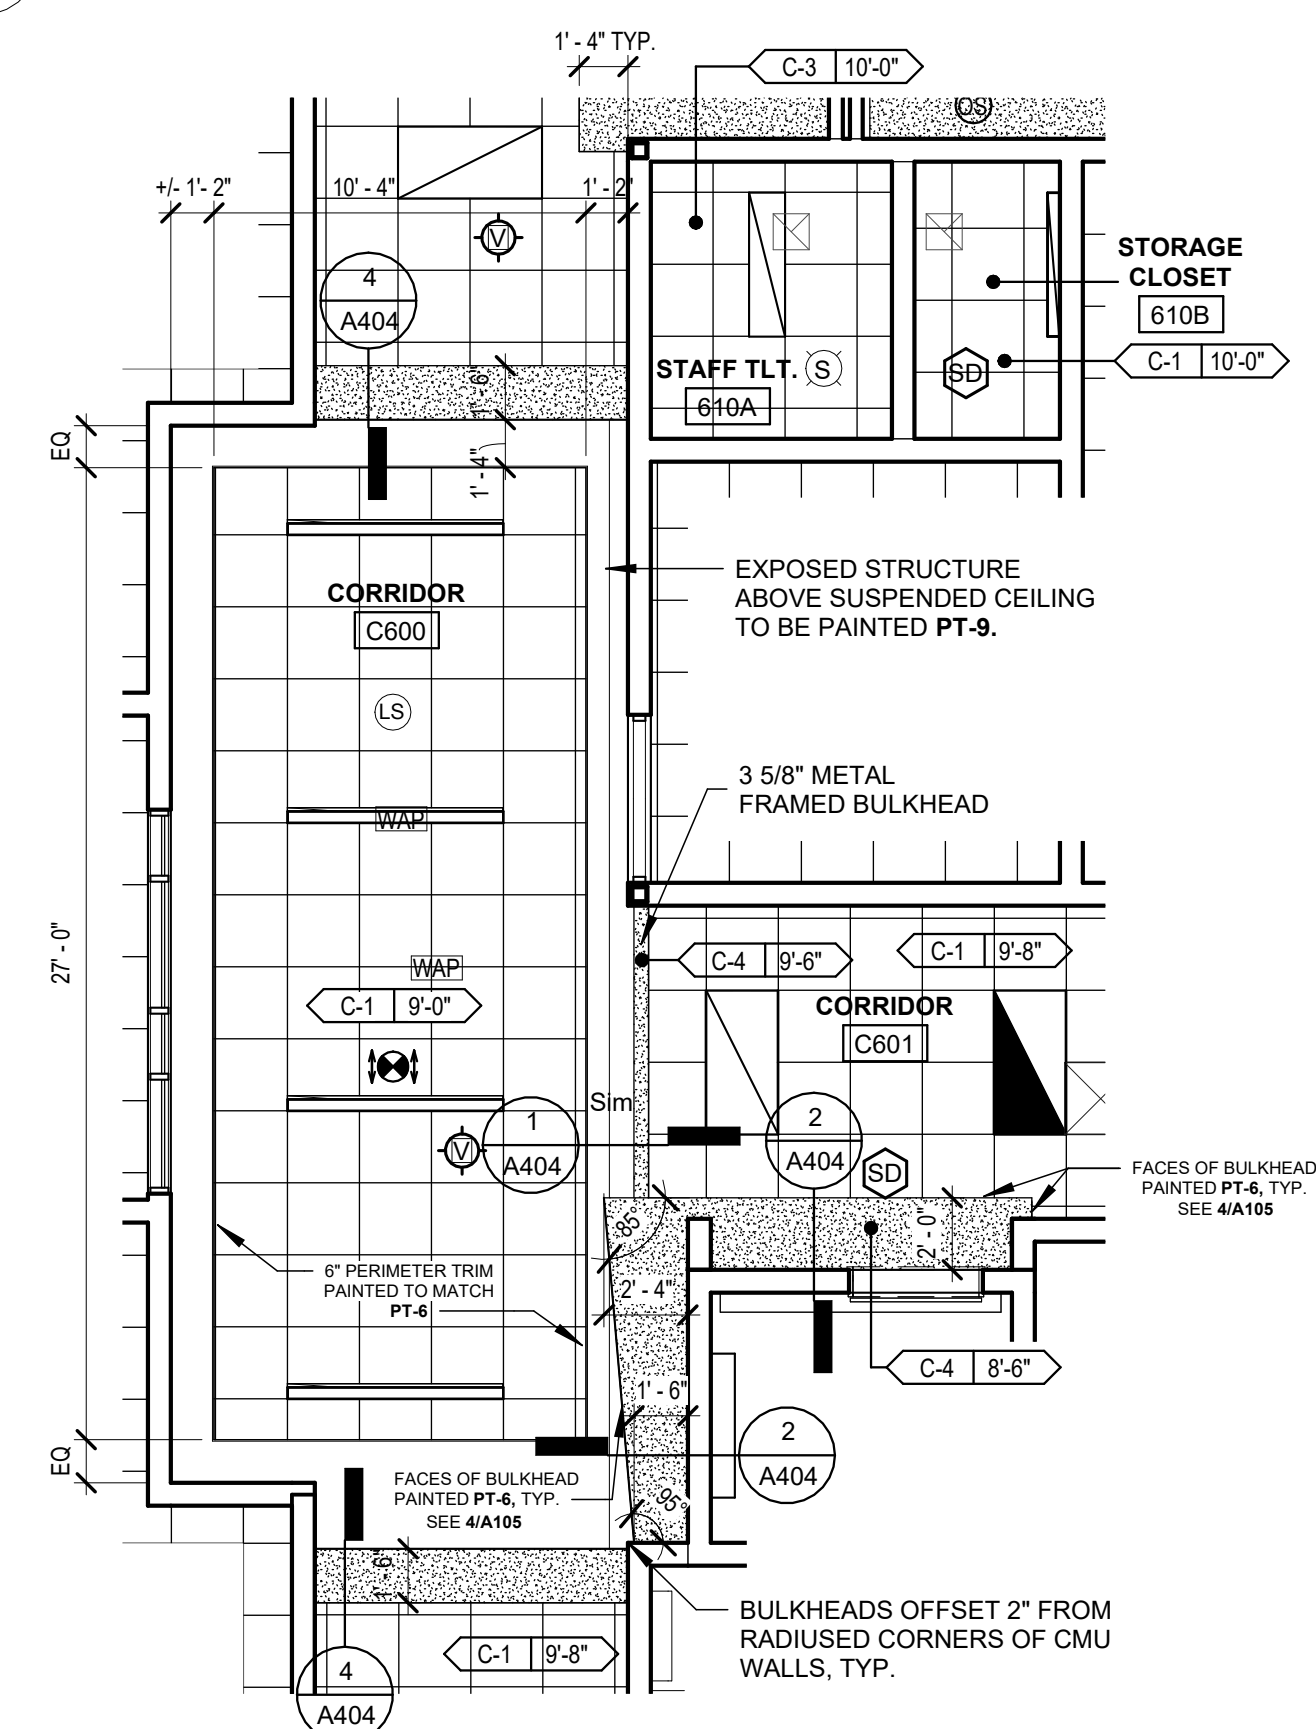 1' - 4" TYP.
C-3 10'-0"
OS
+/- 1'- 2"
10' - 4"
1' - 2"
V
4
A404
STORAGE
CLOSET
610B
C-1 10'-0"
STAFF TLT.
S
610A
SD
1' - 6"
EQ
1' - 4"
EXPOSED STRUCTURE
ABOVE SUSPENDED CEILING
TO BE PAINTED PT-9.
CORRIDOR
C600
LS
3 5/8" METAL
FRAMED BULKHEAD
WAP
27' - 0"
WAP
C-1 9'-0"
C-4 9'-6"
C-1 9'-8"
CORRIDOR
C601
Sim
1
A404
V
2
A404
SD
FACES OF BULKHEAD
PAINTED PT-6, TYP.
SEE 4/A105
85°
2' - 0"
6" PERIMETER TRIM
PAINTED TO MATCH
PT-6
2' - 4"
C-4 8'-6"
1' - 6"
2
A404
EQ
FACES OF BULKHEAD
PAINTED PT-6, TYP.
SEE 4/A105
95°
1' - 6"
BULKHEADS OFFSET 2" FROM
RADIUSED CORNERS OF CMU
WALLS, TYP.
C-1 9'-8"
4
A404